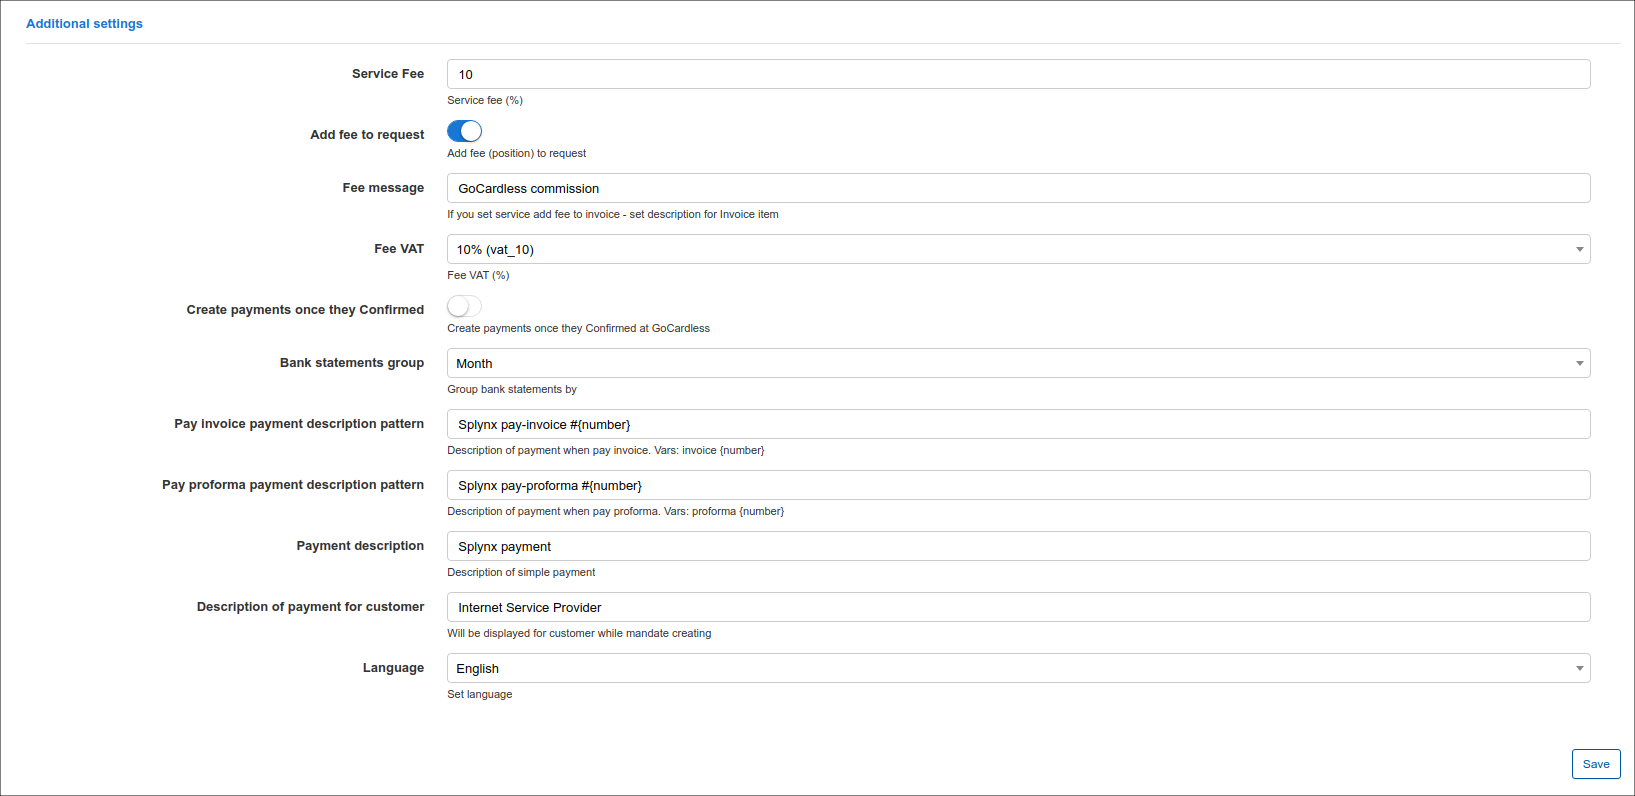 Additional settings
Service Fee
10
Service fee (%)
Add fee to request
Add fee (position) to request
Fee message
GoCardless commission
If you set service add fee to invoice - set description for Invoice item
Fee VAT
10% (vat_10)
Fee VAT (%)
Create payments once they Confirmed
Create payments once they Confirmed at GoCardless
Bank statements group
Month
Group bank statements by
Pay invoice payment description pattern
Splynx pay-invoice #{number}
Description of payment when pay invoice. Vars: invoice {number}
Pay proforma payment description pattern
Splynx pay-proforma #{number}
Description of payment when pay proforma. Vars: proforma {number}
Payment description
Splynx payment
Description of simple payment
Description of payment for customer
Internet Service Provider
Will be displayed for customer while mandate creating
Language
English
Set language
Save